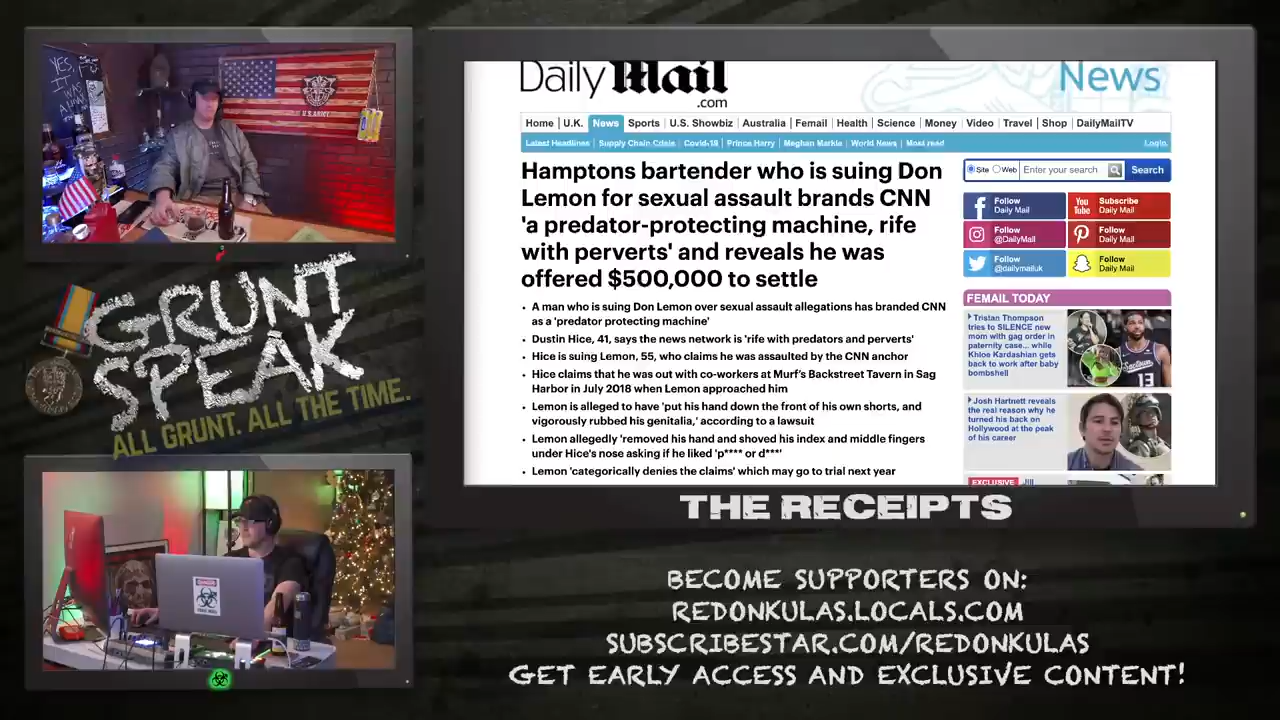 YES,
IT
WAS
U.S. ARMY
GRUNT
SPEAK
ALL GRUNT. ALL THE TIME.
Daily Mail
.com
News
Home | U.K. | News | Sports | U.S. Showbiz | Australia | Femail | Health | Science | Money | Video | Travel | Shop | DailyMailTV
Latest Headlines | Supply Chain Crisis | Covid-19 | Prince Harry | Meghan Markle | World News | Most read
Login
Hamptons bartender who is suing Don
Lemon for sexual assault brands CNN
'a predator-protecting machine, rife
with perverts' and reveals he was
offered $500,000 to settle
• A man who is suing Don Lemon over sexual assault allegations has branded CNN
as a 'predator protecting machine'
• Dustin Hice, 41, says the news network is 'rife with predators and perverts'
• Hice is suing Lemon, 55, who claims he was assaulted by the CNN anchor
• Hice claims that he was out with co-workers at Murf's Backstreet Tavern in Sag
Harbor in July 2018 when Lemon approached him
• Lemon is alleged to have 'put his hand down the front of his own shorts, and
vigorously rubbed his genitalia,' according to a lawsuit
• Lemon allegedly 'removed his hand and shoved his index and middle fingers
under Hice's nose asking if he liked 'p**** or d***'
• Lemon 'categorically denies the claims' which may go to trial next year
Site Web Enter your search Search
Follow
Daily Mail
You
Tube
Subscribe
Daily Mail
Follow
@DailyMail
Follow
Daily Mail
Follow
@dailymailuk
Follow
Daily Mail
FEMAIL TODAY
Tristan Thompson
tries to SILENCE new
mom with gag order in
paternity case... while
Khloe Kardashian gets
back to work after baby
bombshell
13
Josh Hartnett reveals
the real reason why he
turned his back on
Hollywood at the peak
of his career
EXCLUSIVE Jill
THE RECEIPTS
BECOME SUPPORTERS ON:
REDONKULAS.LOCALS.COM
SUBSCRIBESTAR.COM/REDONKULAS
GET EARLY ACCESS AND EXCLUSIVE CONTENT!